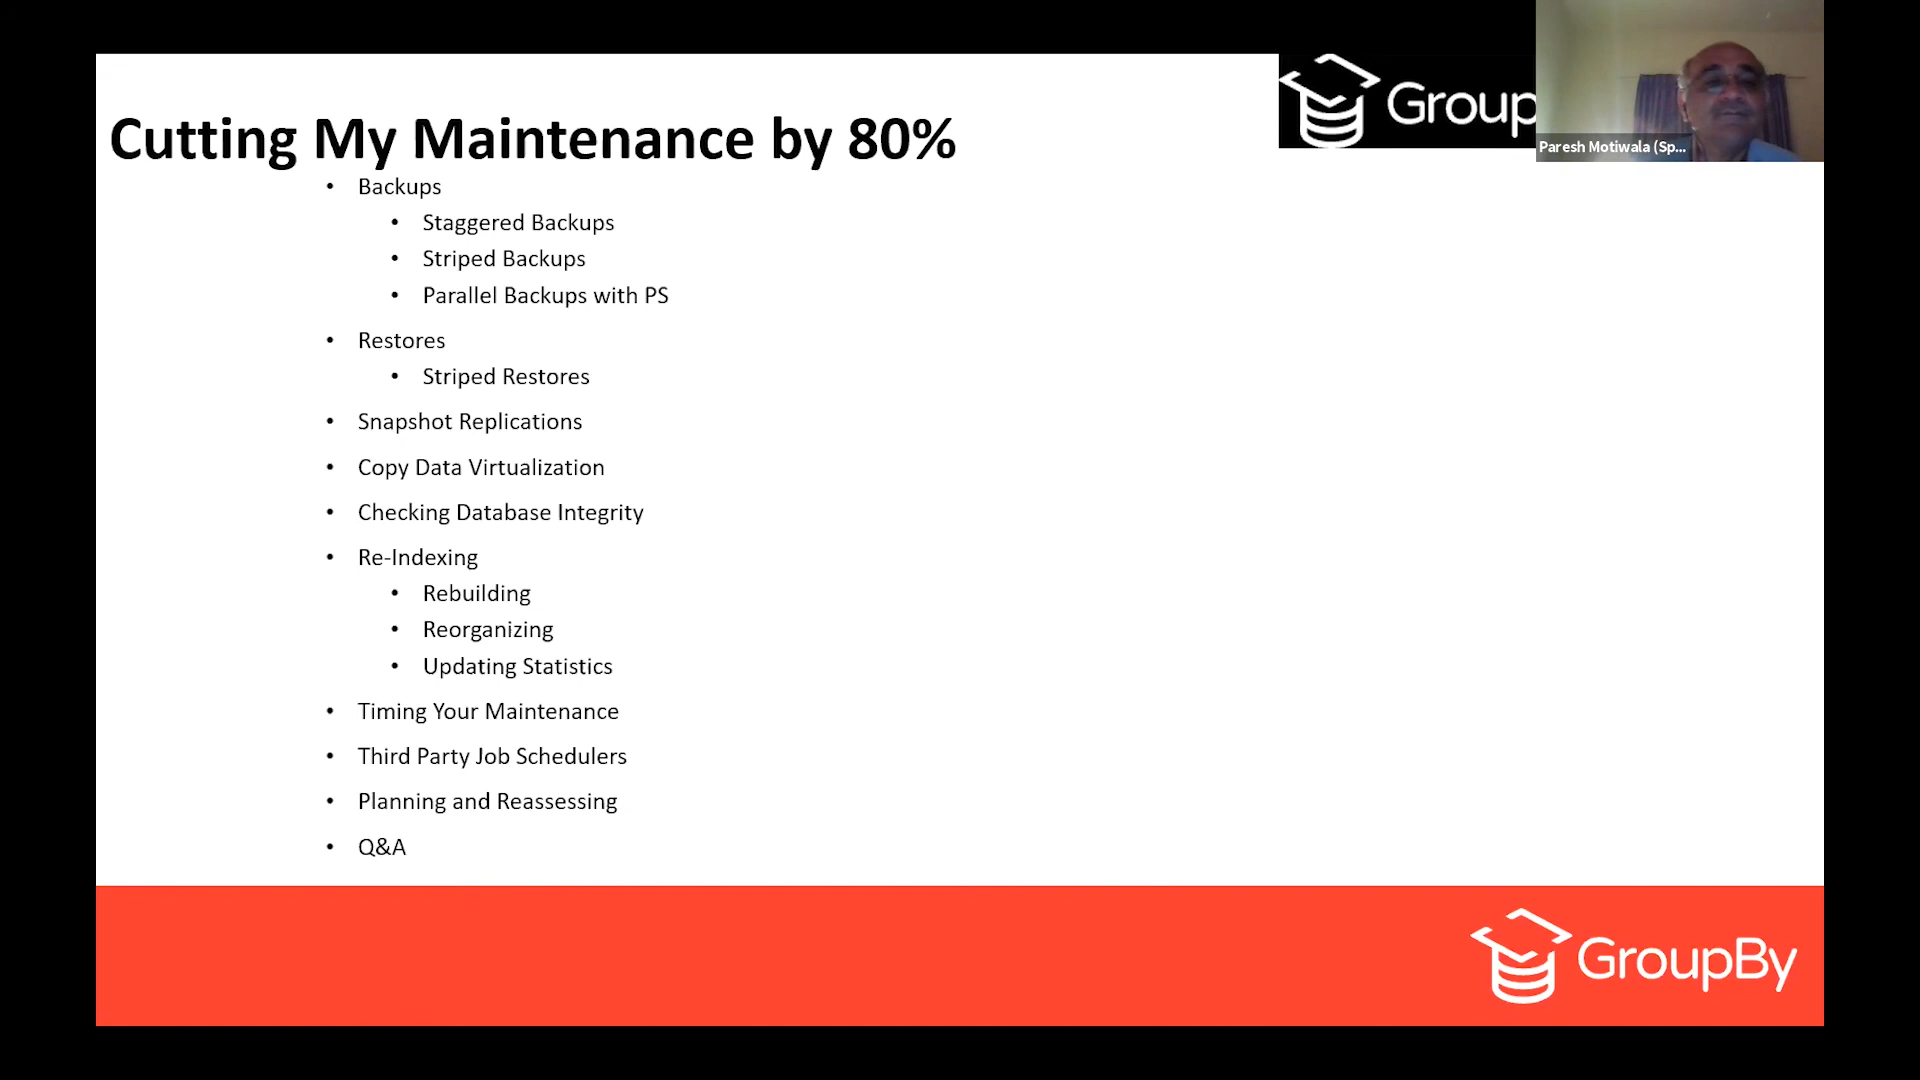 Group
Paresh Motiwala (Sp...
Cutting My Maintenance by 80%
• Backups
• Staggered Backups
• Striped Backups
• Parallel Backups with PS
• Restores
• Striped Restores
• Snapshot Replications
• Copy Data Virtualization
• Checking Database Integrity
• Re-Indexing
• Rebuilding
• Reorganizing
• Updating Statistics
• Timing Your Maintenance
• Third Party Job Schedulers
• Planning and Reassessing
• Q&A
GroupBy